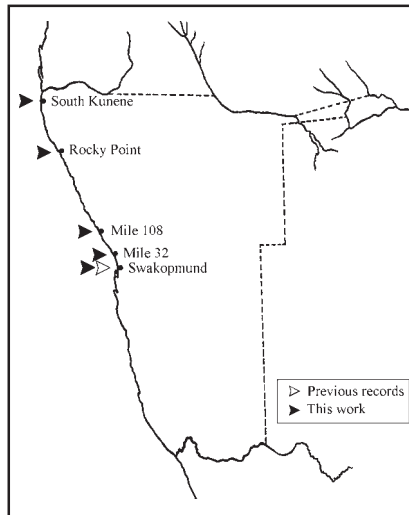 South Kunene
Rocky Point
Mile 108
Mile 32
Swakopmund
Previous records
This work